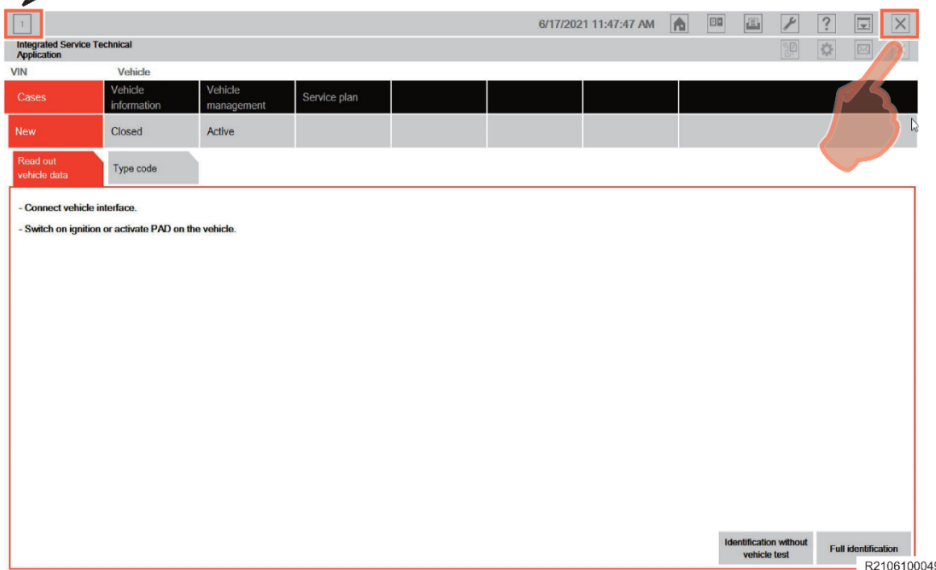 1
6/17/2021 11:47:47 AM
?
Integrated Service Technical
Application
VIN Vehicle
Cases
Vehicle
information
Vehicle
management
Service plan
New
Closed
Active
Read out
vehicle data
Type code
- Connect vehicle interface.
- Switch on ignition or activate PAD on the vehicle.
Identification without
vehicle test
Full identification
R2106100049